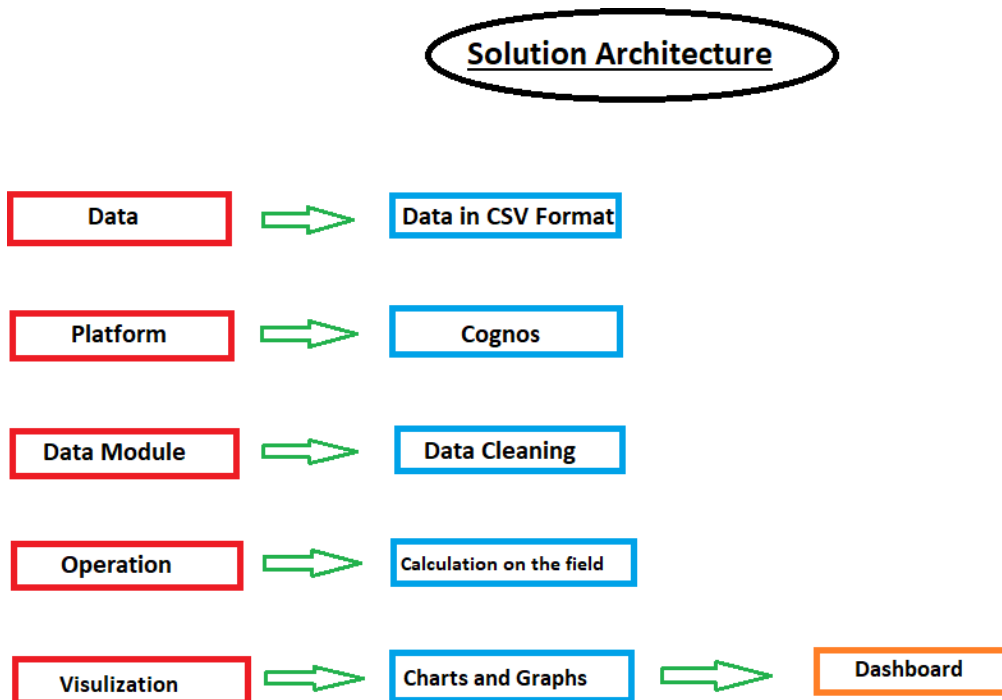 Solution Architecture
Data
Data in CSV Format
Platform
Cognos
Data Module
Data Cleaning
Operation
Calculation on the field
Visulization
Charts and Graphs
Dashboard